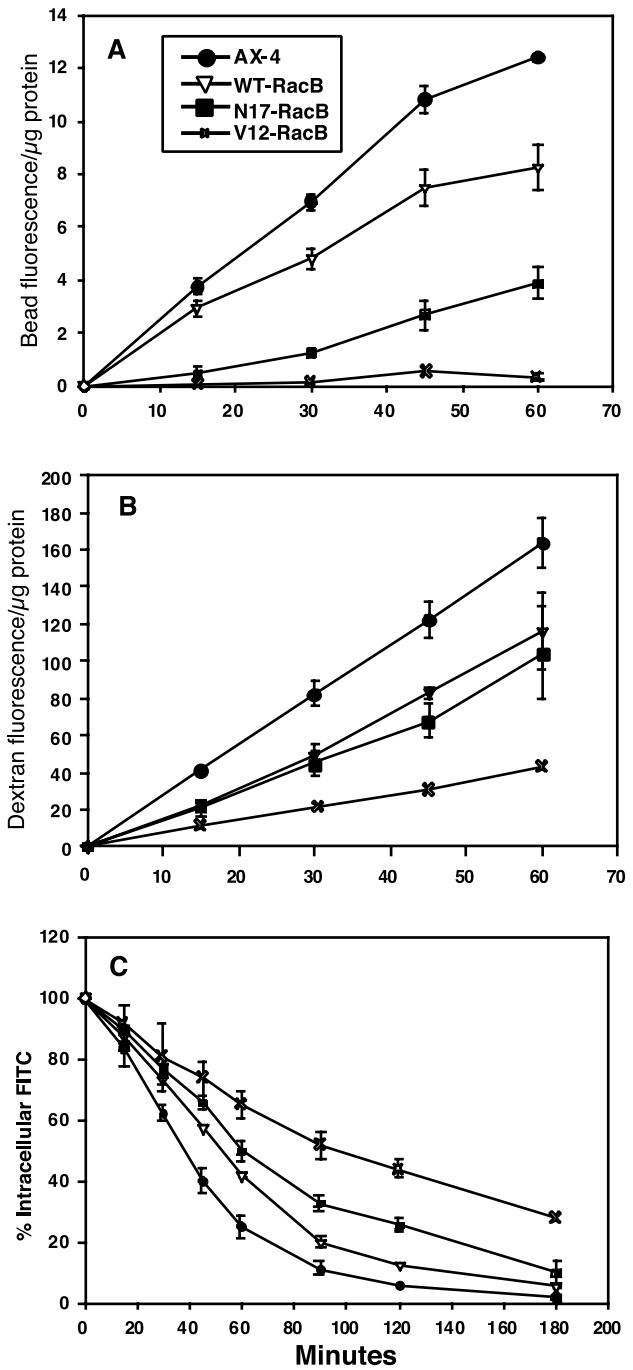 A
AX-4
WT-RacB
N17-RacB
V12-RacB
Bead fluorescence/µg protein
14
12
10
8
6
4
2
0
0 10 20 30 40 50 60 70
B
Dextran fluorescence/µg protein
200
180
160
140
120
100
80
60
40
20
0
0 10 20 30 40 50 60 70
C
% Intracellular FITC
120
100
80
60
40
20
0
0 20 40 60 80 100 120 140 160 180 200
Minutes